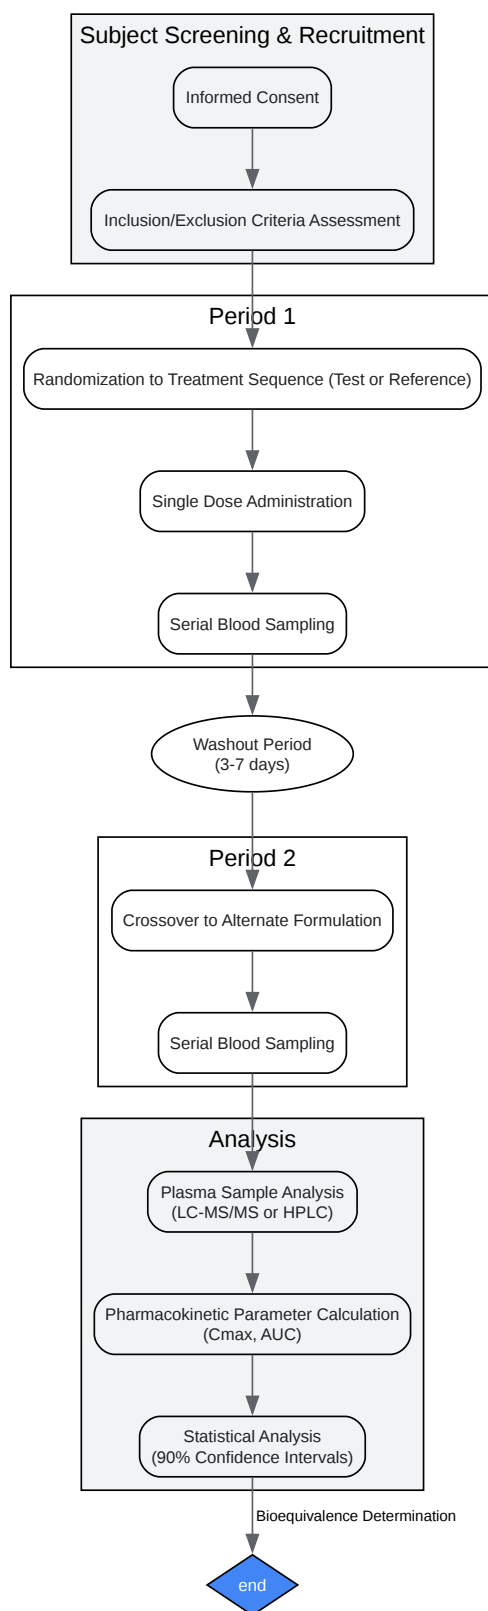 Subject Screening & Recruitment
Informed Consent
Inclusion/Exclusion Criteria Assessment
Period 1
Randomization to Treatment Sequence (Test or Reference)
Single Dose Administration
Serial Blood Sampling
Washout Period
(3-7 days)
Period 2
Crossover to Alternate Formulation
Serial Blood Sampling
Analysis
Plasma Sample Analysis
(LC-MS/MS or HPLC)
Pharmacokinetic Parameter Calculation
(Cmax, AUC)
Statistical Analysis
(90% Confidence Intervals)
Bioequivalence Determination
end